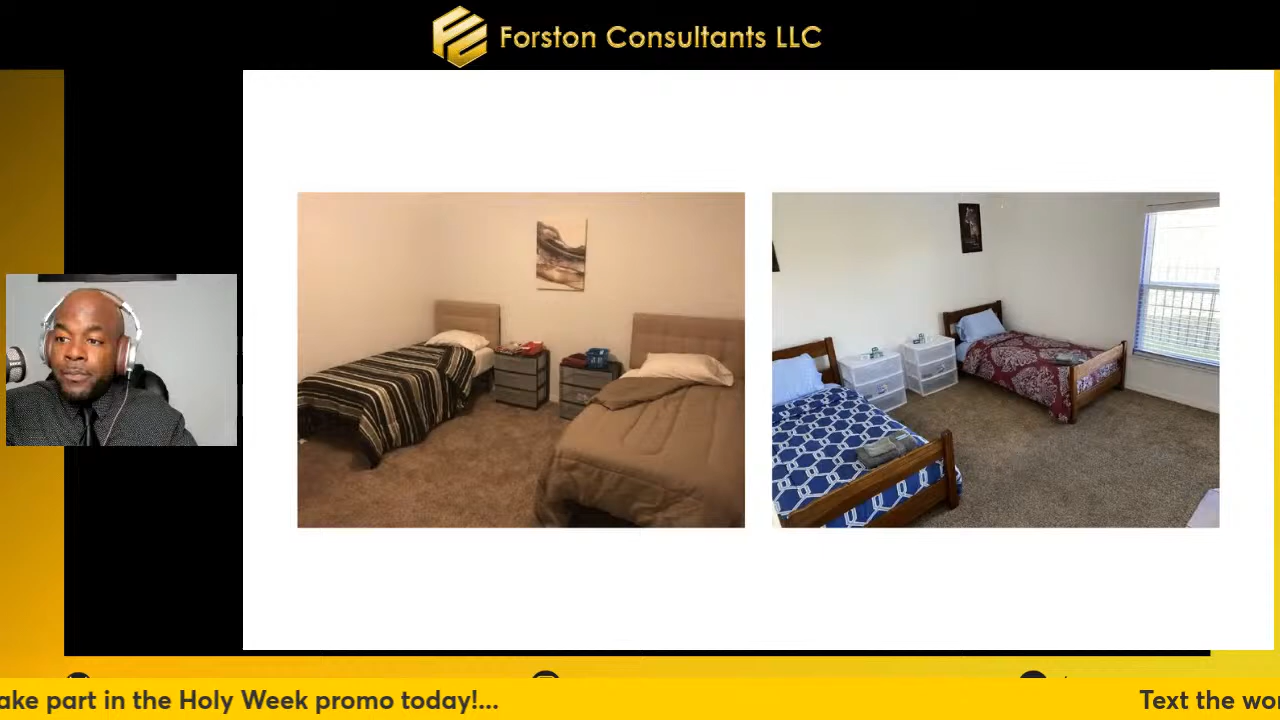 Forston Consultants LLC
ake part in the Holy Week promo today!...
Text the wor